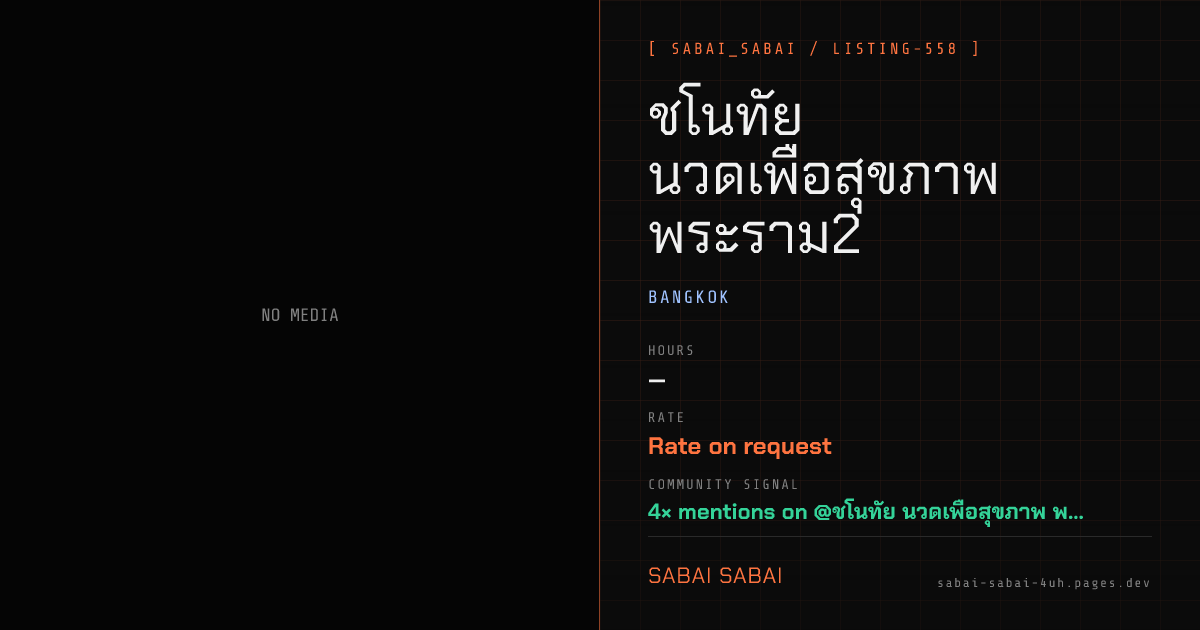 NO MEDIA
[ SABAI_SABAI / LISTING-558 ]
ชโนทัย
นวดเพื่อสุขภาพ
พระราม2
BANGKOK
HOURS
—
RATE
Rate on request
COMMUNITY SIGNAL
4× mentions on @ชโนทัย นวดเพื่อสุขภาพ พ…
SABAI SABAI
sabai-sabai-4uh.pages.dev